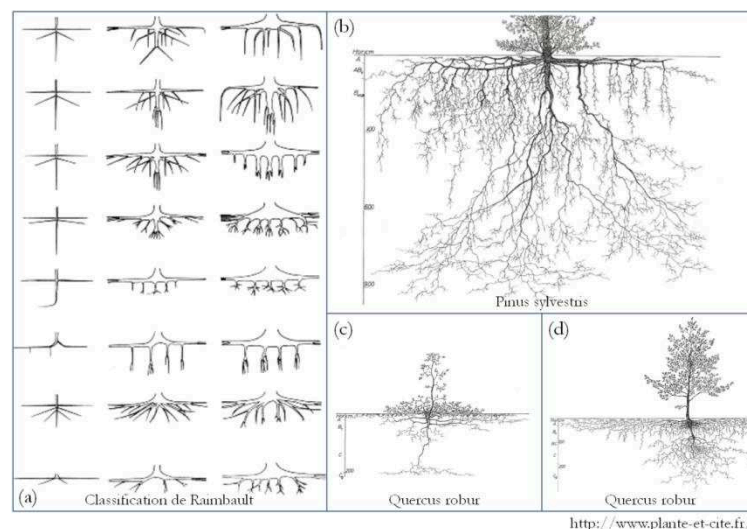 (a)
Classification de Raimbault
(b)
Pinus sylvestris
(c)
Quercus robur
(d)
Quercus robur
http://www.plante-et-cite.fr